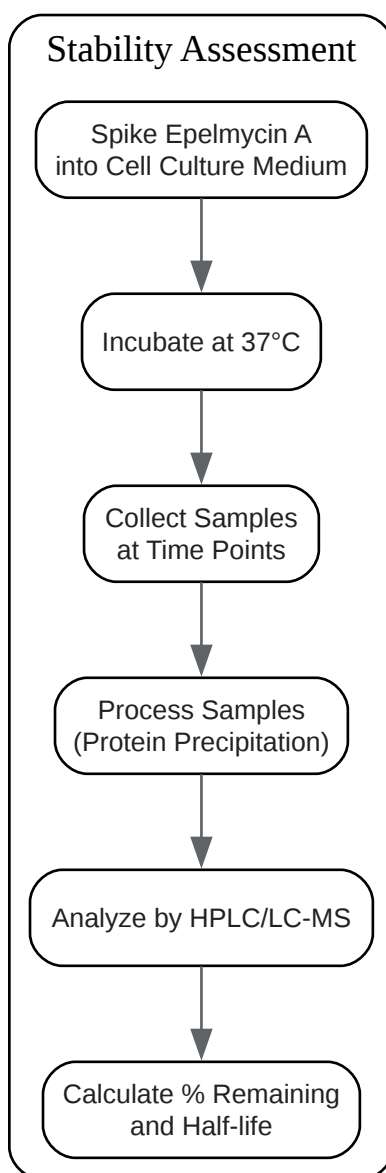 Stability Assessment
Spike Epelmycin A
into Cell Culture Medium
Incubate at 37°C
Collect Samples
at Time Points
Process Samples
(Protein Precipitation)
Analyze by HPLC/LC-MS
Calculate % Remaining
and Half-life